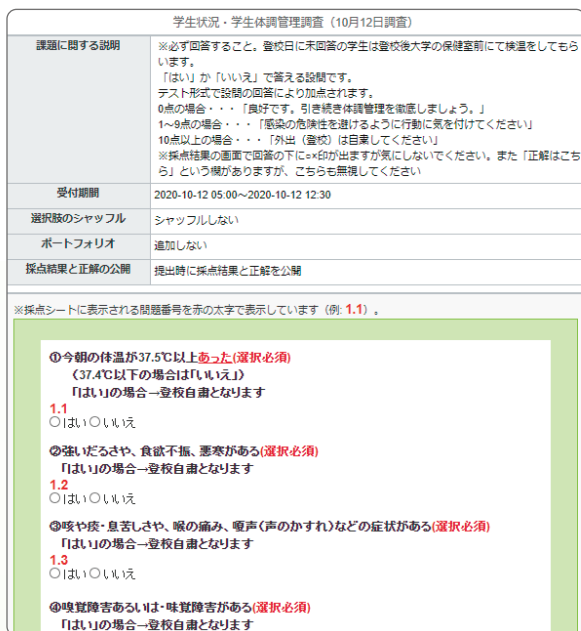 学生状況・学生体調管理調査（10月12日調査）
課題に関する説明
※必ず回答すること。登校日に未回答の学生は登校後大学の保健室前にて検温をしてもら
います。
「はい」か「いいえ」で答える設問です。
テスト形式で設問の回答により加点されます。
0点の場合・・・「良好です。引き続き体調管理を徹底しましょう。」
1～9点の場合・・・「感染の危険性を避けるように行動に気を付けてください」
10点以上の場合・・・「外出（登校）は自粛してください」
※採点結果の画面で回答の下に○×印が出ますが気にしないでください。また「正解はこち
ら」という欄がありますが、こちらも無視してください
受付期間
2020-10-12 05:00～2020-10-12 12:30
選択肢のシャッフル
シャッフルしない
ポートフォリオ
追加しない
採点結果と正解の公開
提出時に採点結果と正解を公開
※採点シートに表示される問題番号を赤の太字で表示しています（例: 1.1）.
①今朝の体温が37.5℃以上あった(選択必須)
（37.4℃以下の場合は「いいえ」）
「はい」の場合→登校自粛となります
1.1
○はい○いいえ
②強いだるさや、食欲不振、悪寒がある(選択必須)
「はい」の場合→登校自粛となります
1.2
○はい○いいえ
③咳や痰・息苦しさや、喉の痛み、嗄声（声のかすれ）などの症状がある(選択必須)
「はい」の場合→登校自粛となります
1.3
○はい○いいえ
④嗅覚障害あるいは・味覚障害がある(選択必須)
「はい」の場合→登校自粛となります